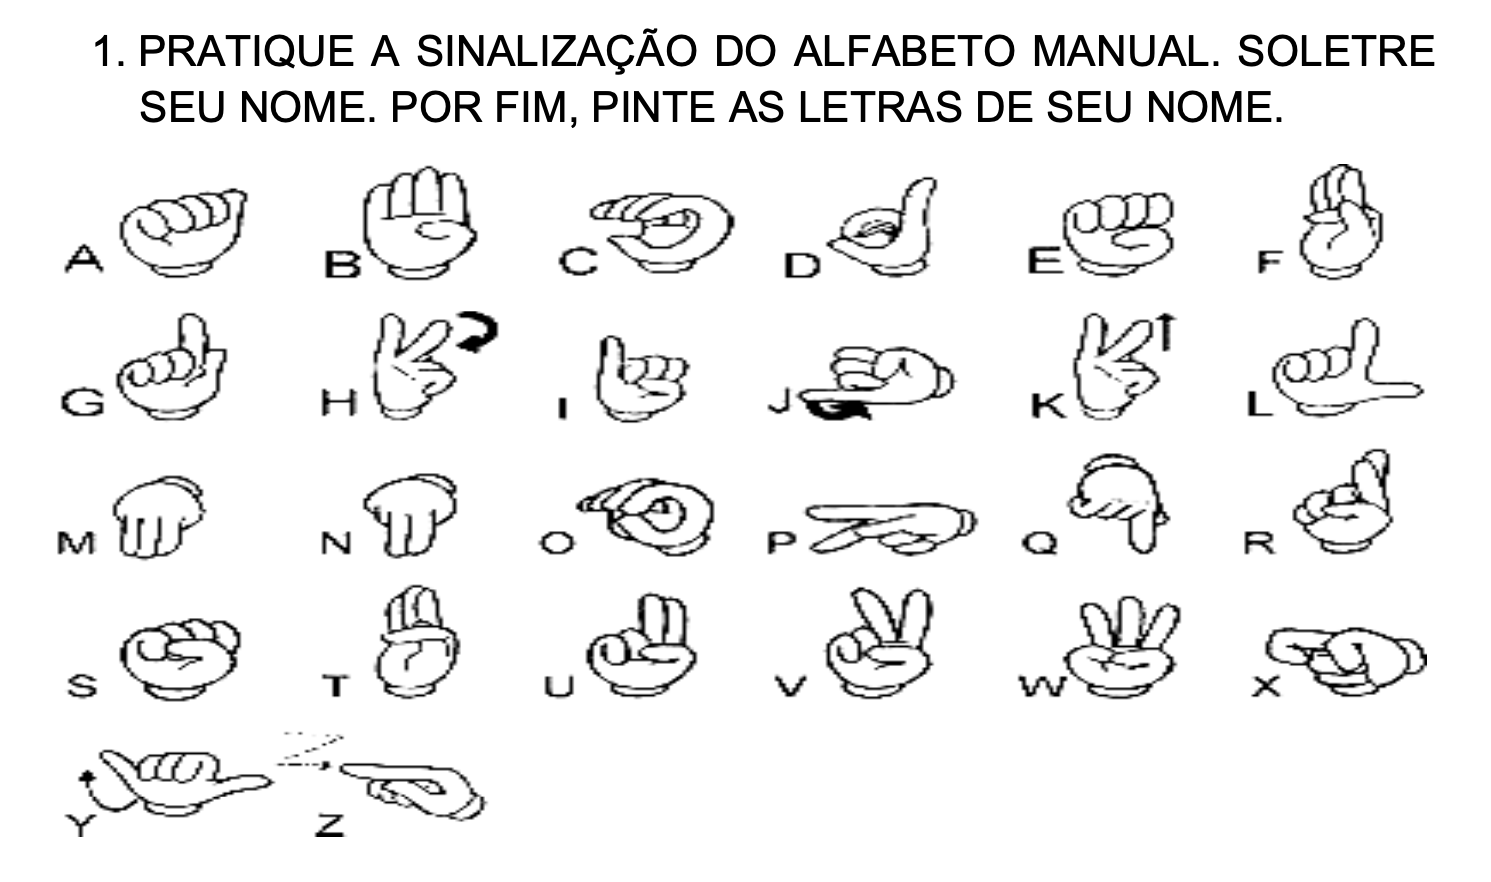 1. PRATIQUE A SINALIZAÇÃO DO ALFABETO MANUAL. SOLETRE
SEU NOME. POR FIM, PINTE AS LETRAS DE SEU NOME.
A B C D E F
G H I J K L
M N O P Q R
S T U V W X
Y Z